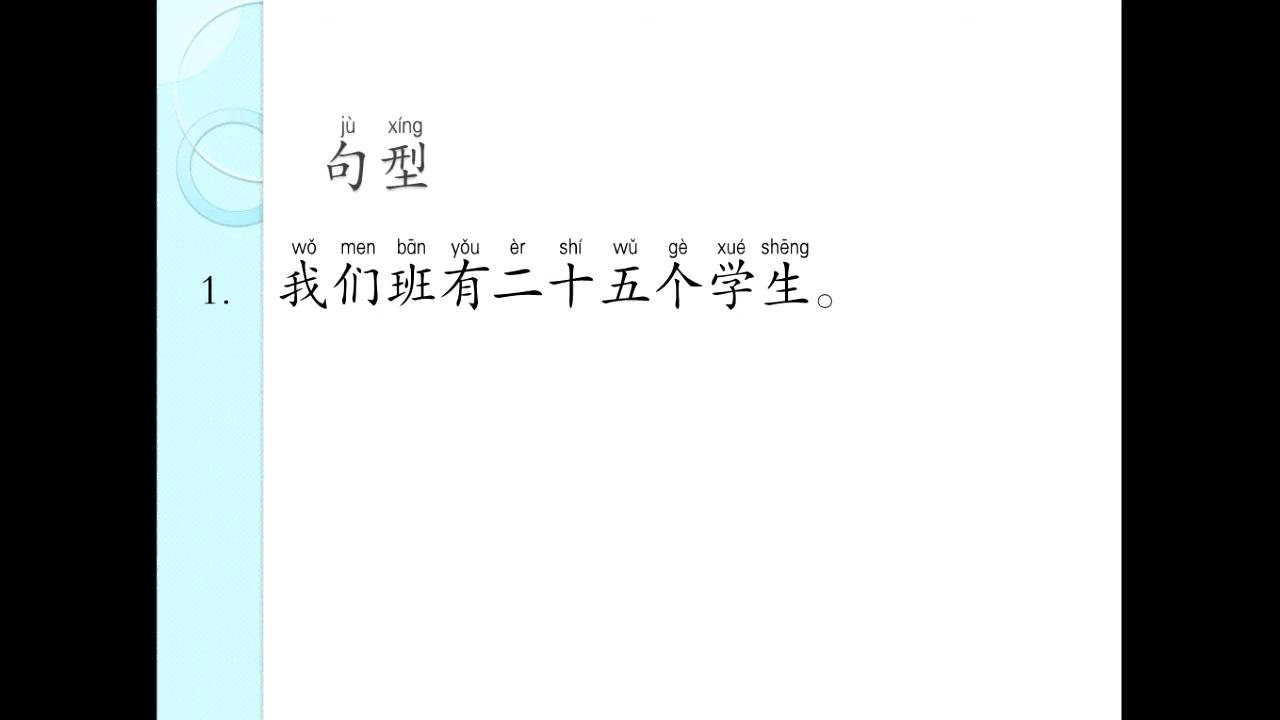 jù xíng
句型
wǒ men bān yǒu èr shí wǔ gè xué shēng
1. 我们班有二十五个学生。